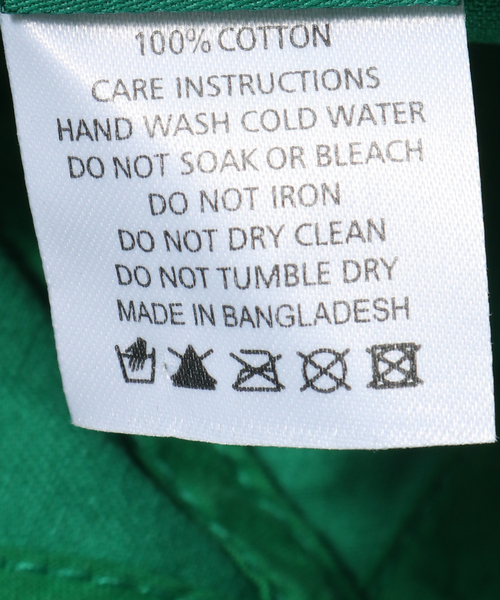 100% COTTON
CARE INSTRUCTIONS
HAND WASH COLD WATER
DO NOT SOAK OR BLEACH
DO NOT IRON
DO NOT DRY CLEAN
DO NOT TUMBLE DRY
MADE IN BANGLADESH